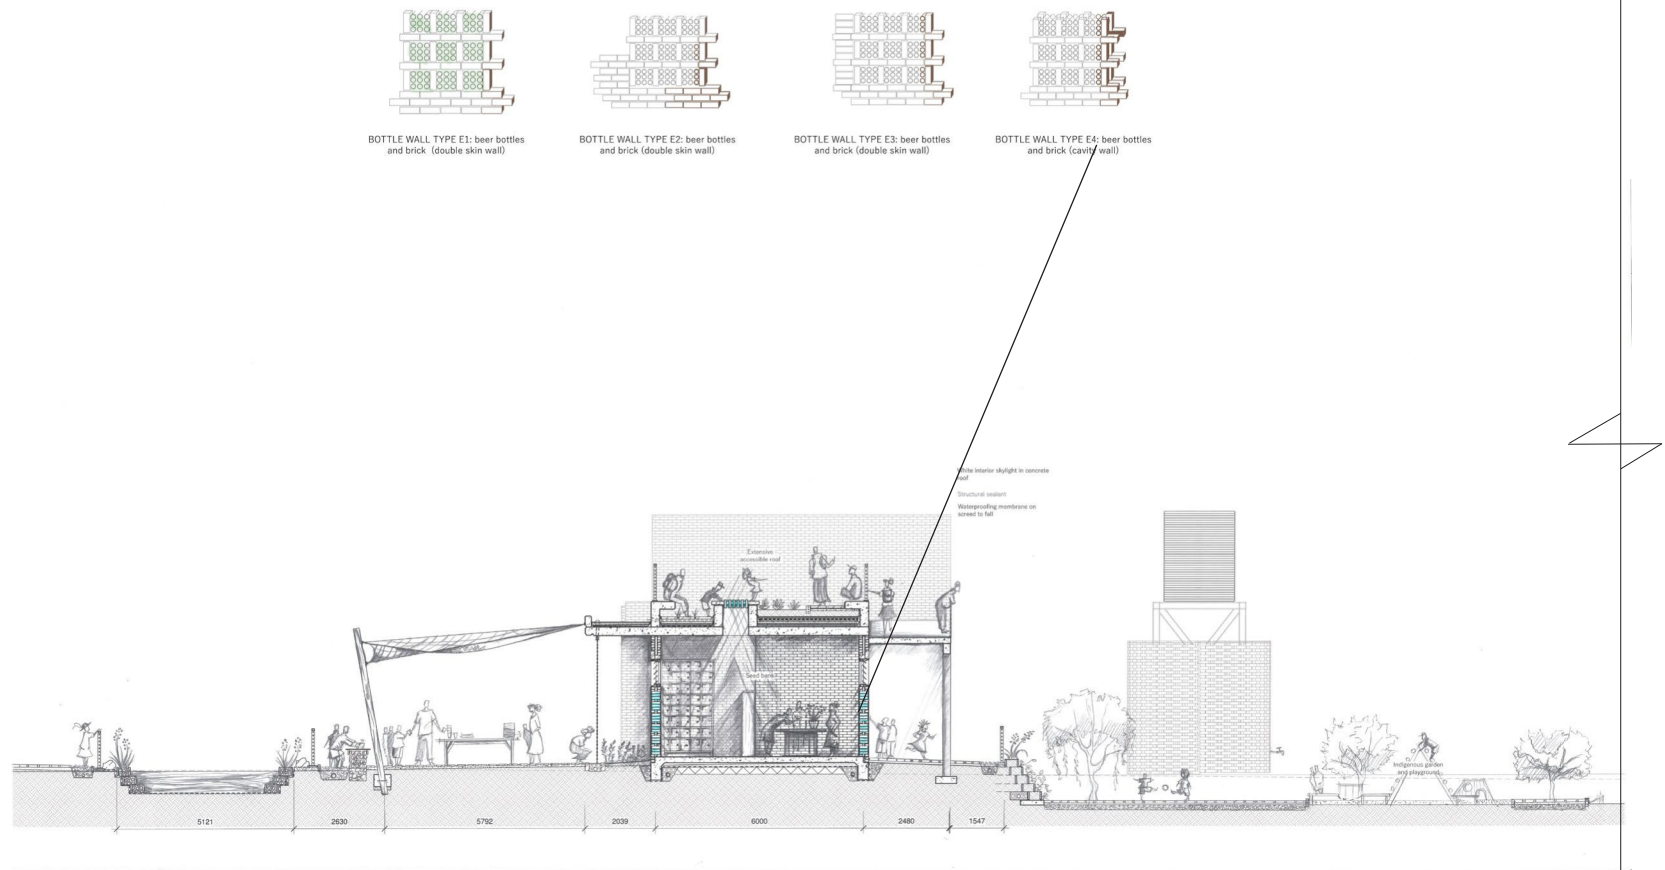 BOTTLE WALL TYPE E1: beer bottles
and brick (double skin wall)
BOTTLE WALL TYPE E2: beer bottles
and brick (double skin wall)
BOTTLE WALL TYPE E3: beer bottles
and brick (double skin wall)
BOTTLE WALL TYPE E4: beer bottles
and brick (cavity wall)
White interior skylight in concrete
roof
Structural sealent
Waterproofing membrane on
screed to fall
Extensive
accessible roof
Seed bank
Indigenous garden
and playground
5121
2630
5792
2039
6000
2480
1547